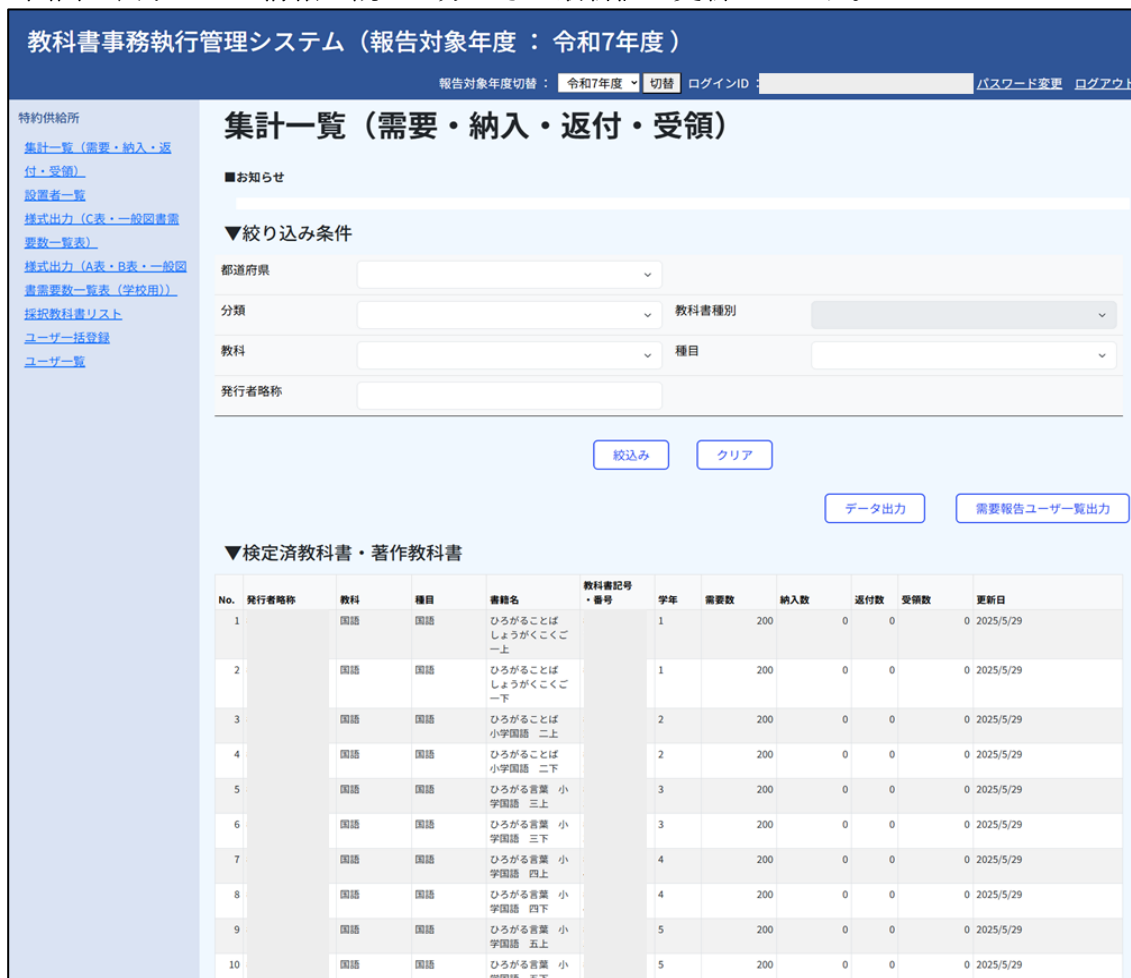 教科書事務執行管理システム（報告対象年度 ： 令和7年度 ）
報告対象年度切替： 令和7年度 切替 ログインID： パスワード変更 ログアウト
特約供給所
集計一覧（需要・納入・返
付・受領）
設置者一覧
様式出力（C表・一般図書需
要数一覧表）
様式出力（A表・B表・一般図
書需要数一覧表（学校用））
採択教科書リスト
ユーザ一括登録
ユーザ一覧
集計一覧（需要・納入・返付・受領）
■お知らせ
▼絞り込み条件
都道府県
分類 教科書種別
教科 種目
発行者略称
絞込み クリア
データ出力 需要報告ユーザ一覧出力
▼検定済教科書・著作教科書
教科書記号
No. 発行者略称 教科 種目 書籍名 ・番号 学年 需要数 納入数 返付数 受領数 更新日
1 国語 国語 ひろがることば 1 200 0 0 0 2025/5/29
しょうがくこくご
一上
2 国語 国語 ひろがることば 1 200 0 0 0 2025/5/29
しょうがくこくご
一下
3 国語 国語 ひろがることば 2 200 0 0 0 2025/5/29
小学国語 二上
4 国語 国語 ひろがることば 2 200 0 0 0 2025/5/29
小学国語 二下
5 国語 国語 ひろがる言葉 小 3 200 0 0 0 2025/5/29
学国語 三上
6 国語 国語 ひろがる言葉 小 3 200 0 0 0 2025/5/29
学国語 三下
7 国語 国語 ひろがる言葉 小 4 200 0 0 0 2025/5/29
学国語 四上
8 国語 国語 ひろがる言葉 小 4 200 0 0 0 2025/5/29
学国語 四下
9 国語 国語 ひろがる言葉 小 5 200 0 0 0 2025/5/29
学国語 五上
10 国語 国語 ひろがる言葉 小 5 200 0 0 0 2025/5/29